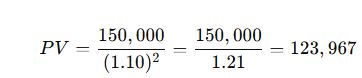 PV = 150,000 / (1.10)² = 150,000 / 1.21 = 123,967